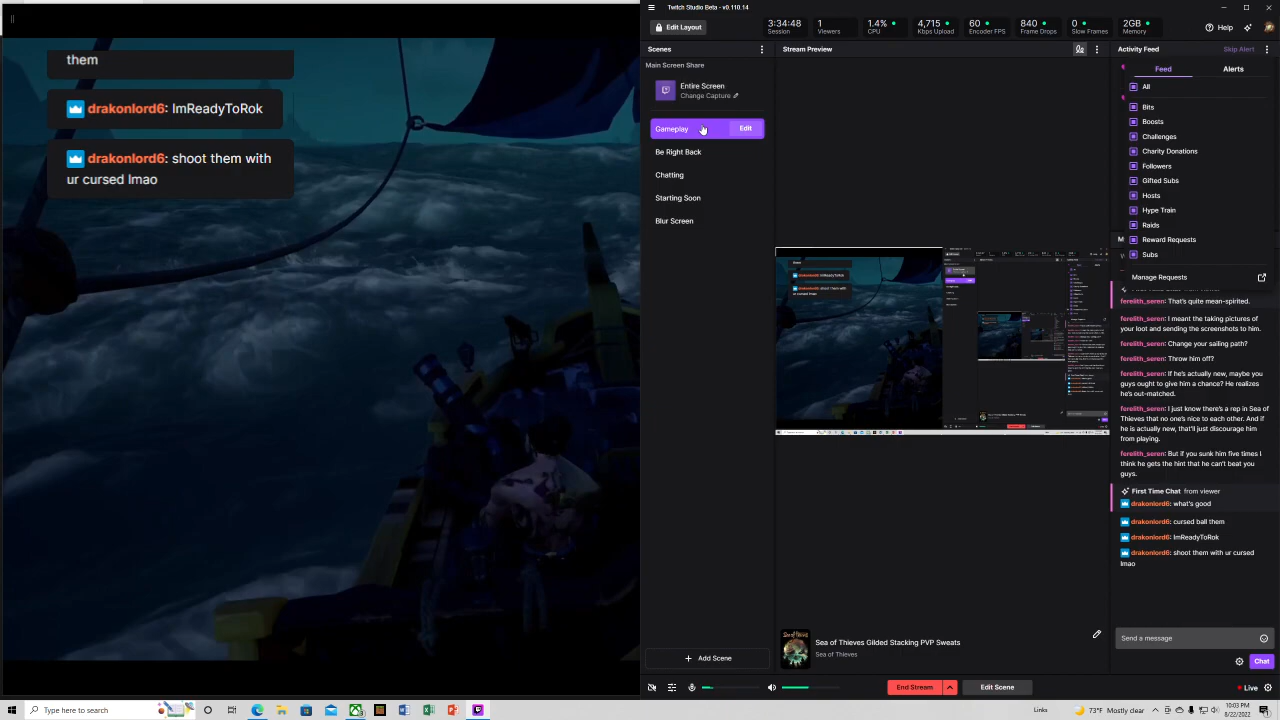 them
drakonlord6: ImReadyToRok
drakonlord6: shoot them with
ur cursed lmao
Twitch Studio Beta - v0.110.14
Edit Layout
3:34:48
Session
1
Viewers
1.4%
CPU
4,715
Kbps Upload
60
Encoder FPS
840
Frame Drops
0
Slow Frames
2GB
Memory
Help
Scenes
Main Screen Share
Entire Screen
Change Capture
Gameplay
Edit
Be Right Back
Chatting
Starting Soon
Blur Screen
Add Scene
Stream Preview
Sea of Thieves Gilded Stacking PVP Sweats
Sea of Thieves
End Stream
Edit Scene
Activity Feed
Skip Alert
Feed
Alerts
All
Bits
Boosts
Challenges
Charity Donations
Followers
Gifted Subs
Hosts
Hype Train
Raids
Reward Requests
Subs
Manage Requests
ferelith_seren: That's quite mean-spirited.
ferelith_seren: I meant the taking pictures of
your loot and sending the screenshots to him.
ferelith_seren: Change your sailing pattern?
ferelith_seren: Throw him off?
ferelith_seren: If he's actually new, maybe you
guys ought to give him a chance? He realizes
he's out-matched.
ferelith_seren: I just know there's a rep in Sea of
Thieves that no one's nice to each other. And if
he is actually new, that'll just discourage him
from playing.
ferelith_seren: But if you sunk him five times I
think he gets the hint that he can't beat you
guys.
First Time Chat from viewer
drakonlord6: what's good
drakonlord6: cursed ball them
drakonlord6: ImReadyToRok
drakonlord6: shoot them with ur cursed
lmao
Send a message
Chat
Live
Type here to search
Links
73°F Mostly clear
10:03 PM
6/22/2022